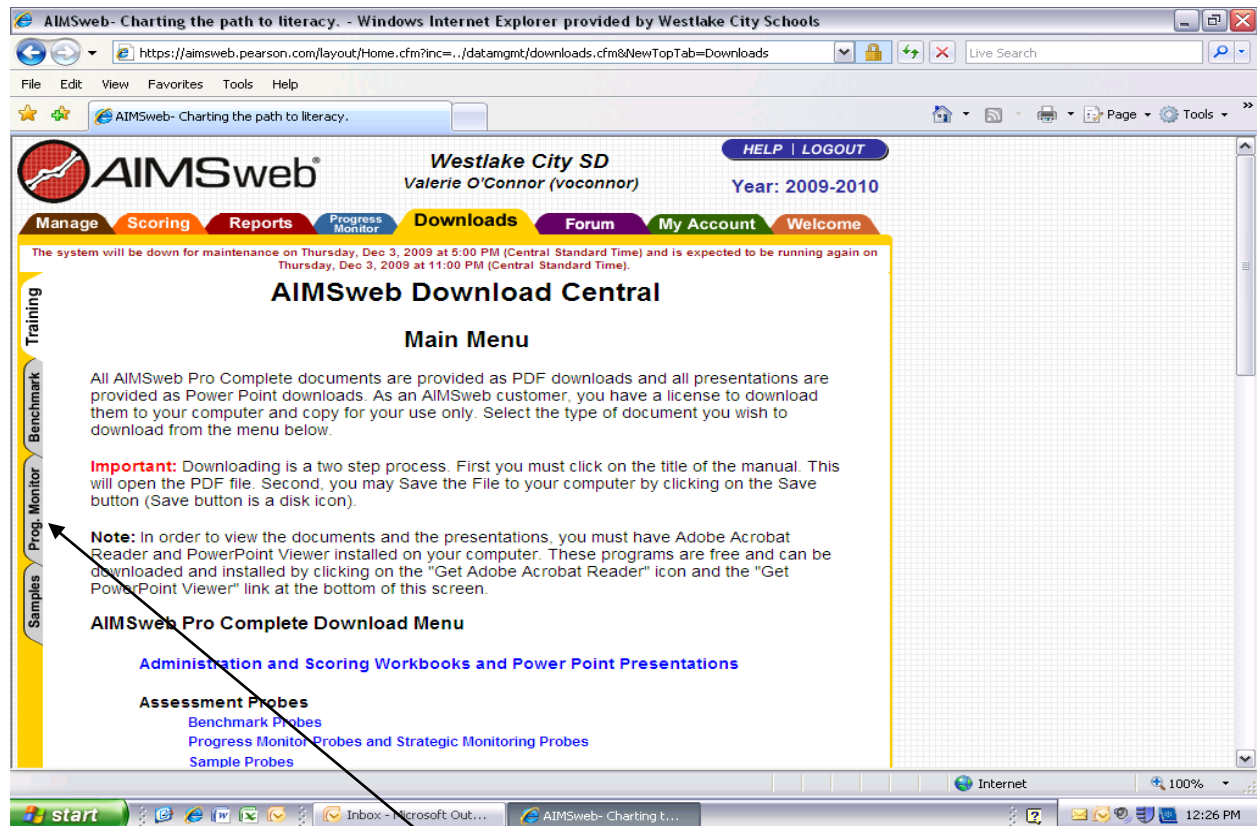 AIMSweb- Charting the path to literacy. - Windows Internet Explorer provided by Westlake City Schools
https://aimsweb.pearson.com/layout/Home.cfm?inc=../datamgmt/downloads.cfm&NewTopTab=Downloads
Live Search
File Edit View Favorites Tools Help
AIMSweb- Charting the path to literacy.
Page Tools
AIMSweb®
Westlake City SD
Valerie O'Connor (voconnor)
HELP | LOGOUT
Year: 2009-2010
Manage Scoring Reports Progress Monitor Downloads Forum My Account Welcome
The system will be down for maintenance on Thursday, Dec 3, 2009 at 5:00 PM (Central Standard Time) and is expected to be running again on
Thursday, Dec 3, 2009 at 11:00 PM (Central Standard Time).
Training
Benchmark
Prog. Monitor
Samples
AIMSweb Download Central
Main Menu
All AIMSweb Pro Complete documents are provided as PDF downloads and all presentations are
provided as Power Point downloads. As an AIMSweb customer, you have a license to download
them to your computer and copy for your use only. Select the type of document you wish to
download from the menu below.
Important: Downloading is a two step process. First you must click on the title of the manual. This
will open the PDF file. Second, you may Save the File to your computer by clicking on the Save
button (Save button is a disk icon).
Note: In order to view the documents and the presentations, you must have Adobe Acrobat
Reader and PowerPoint Viewer installed on your computer. These programs are free and can be
downloaded and installed by clicking on the "Get Adobe Acrobat Reader" icon and the "Get
PowerPoint Viewer" link at the bottom of this screen.
AIMSweb Pro Complete Download Menu
Administration and Scoring Workbooks and Power Point Presentations
Assessment Probes
Benchmark Probes
Progress Monitor Probes and Strategic Monitoring Probes
Sample Probes
Internet 100%
start Inbox - Microsoft Out... AIMSweb- Charting t... 12:26 PM